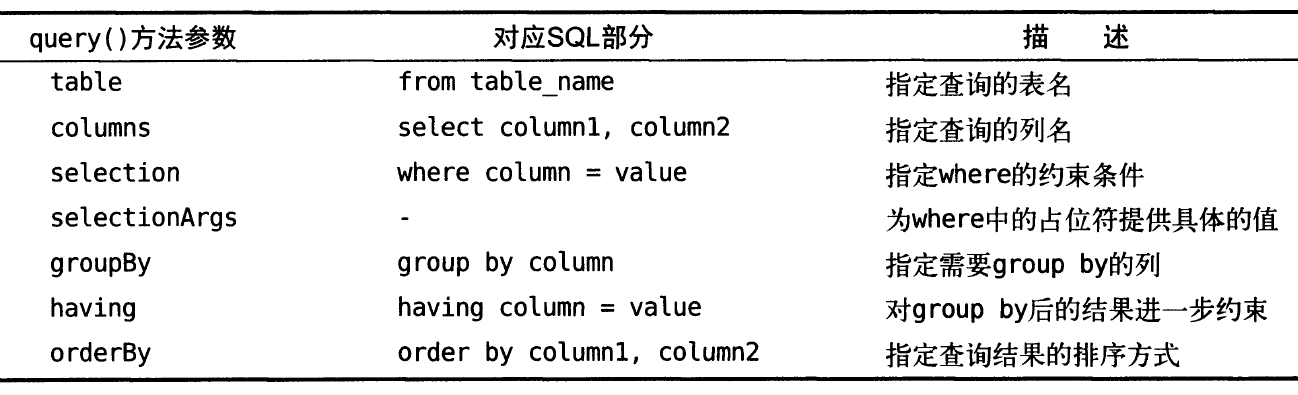 query()方法参数 对应SQL部分 描 述
table from table_name 指定查询的表名
columns select column1, column2 指定查询的列名
selection where column = value 指定where的约束条件
selectionArgs - 为where中的占位符提供具体的值
groupBy group by column 指定需要group by的列
having having column = value 对group by后的结果进一步约束
orderBy order by column1, column2 指定查询结果的排序方式